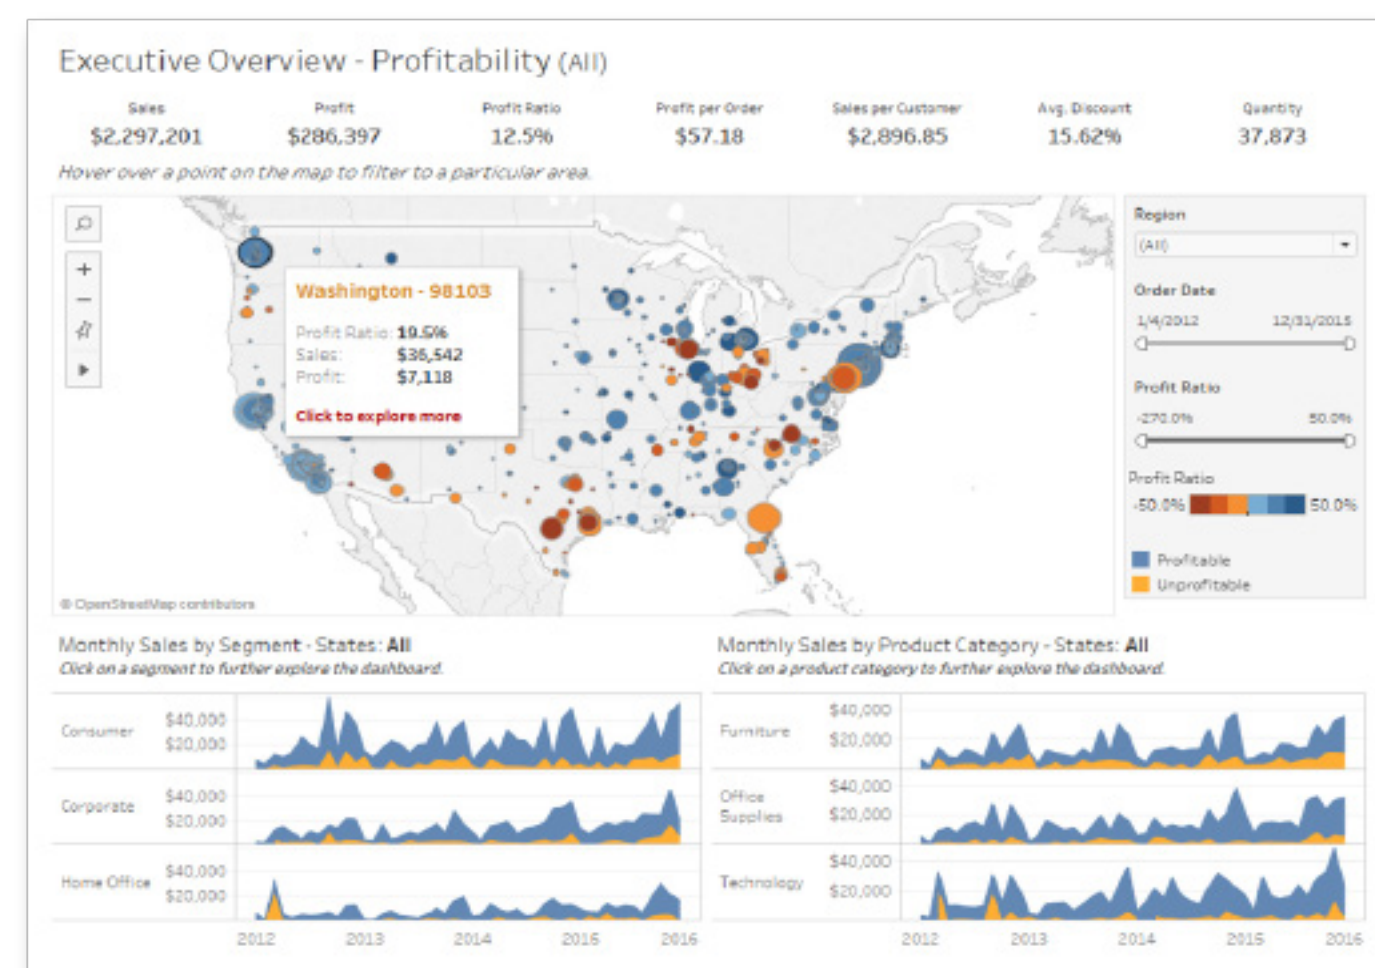 Executive Overview - Profitability (All)
Sales Profit Profit Ratio Profit per Order Sales per Customer Avg. Discount Quantity
$2,297,201 $286,397 12.5% $57.18 $2,896.85 15.62% 37,873
Hover over a point on the map to filter to a particular area.
Washington - 98103
Profit Ratio: 19.5%
Sales: $36,542
Profit: $7,118
Click to explore more
© OpenStreetMap contributors
Region
(All)
Order Date
1/4/2012 12/31/2015
Profit Ratio
-270.0% 50.0%
Profit Ratio
-50.0% 50.0%
Profitable
Unprofitable
Monthly Sales by Segment - States: All
Click on a segment to further explore the dashboard.
Consumer
$40,000
$20,000
Corporate
$40,000
$20,000
Home Office
$40,000
$20,000
2012 2013 2014 2015 2016
Monthly Sales by Product Category - States: All
Click on a product category to further explore the dashboard.
Furniture
$40,000
$20,000
Office
Supplies
$40,000
$20,000
Technology
$40,000
$20,000
2012 2013 2014 2015 2016